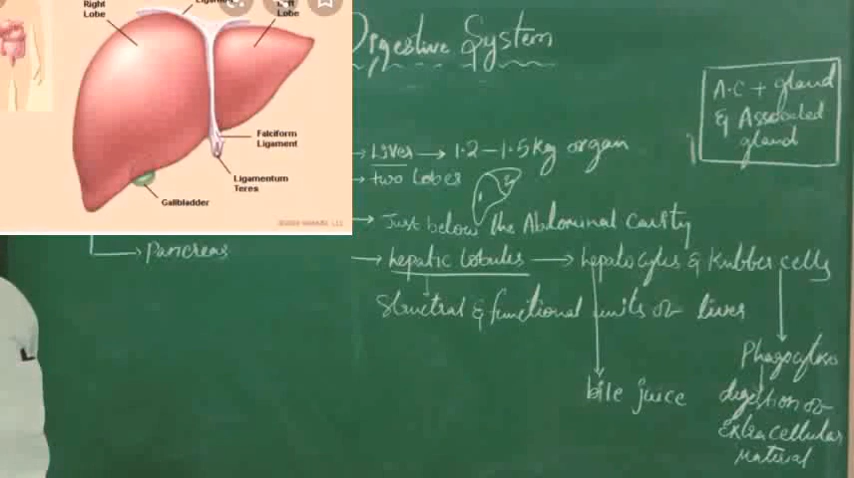 Right
Lobe
Lobe
Falciform
Ligament
Ligamentum
Teres
Gallbladder
Digestive System
A.C + gland
& Associated
gland
→ Liver → 1.2 – 1.5 kg organ
→ two lobes
→ Just below the Abdominal Cavity
→ Pancreas
→ hepatic lobules → hepatocytes & Kubber cells
Structral & functional units of liver
bile juice
Phagocytosis
digestion of
Extracellular
Material